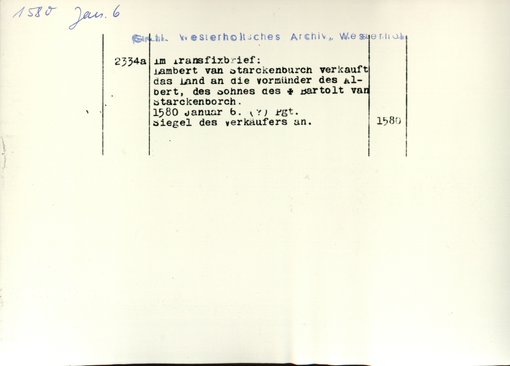 1580 Jan. 6
Gräfl. Westerholtsches Archiv, Westerholt
2334a Im Transfixbrief:
Lambert van Starckenburch verkauft
das Land an die Vormünder des Al-
bert, des Sohnes des + Bartolt van
Starckenborch.
1580 Januar 6. (?) Pgt.
Siegel des Verkäufers an. 1580